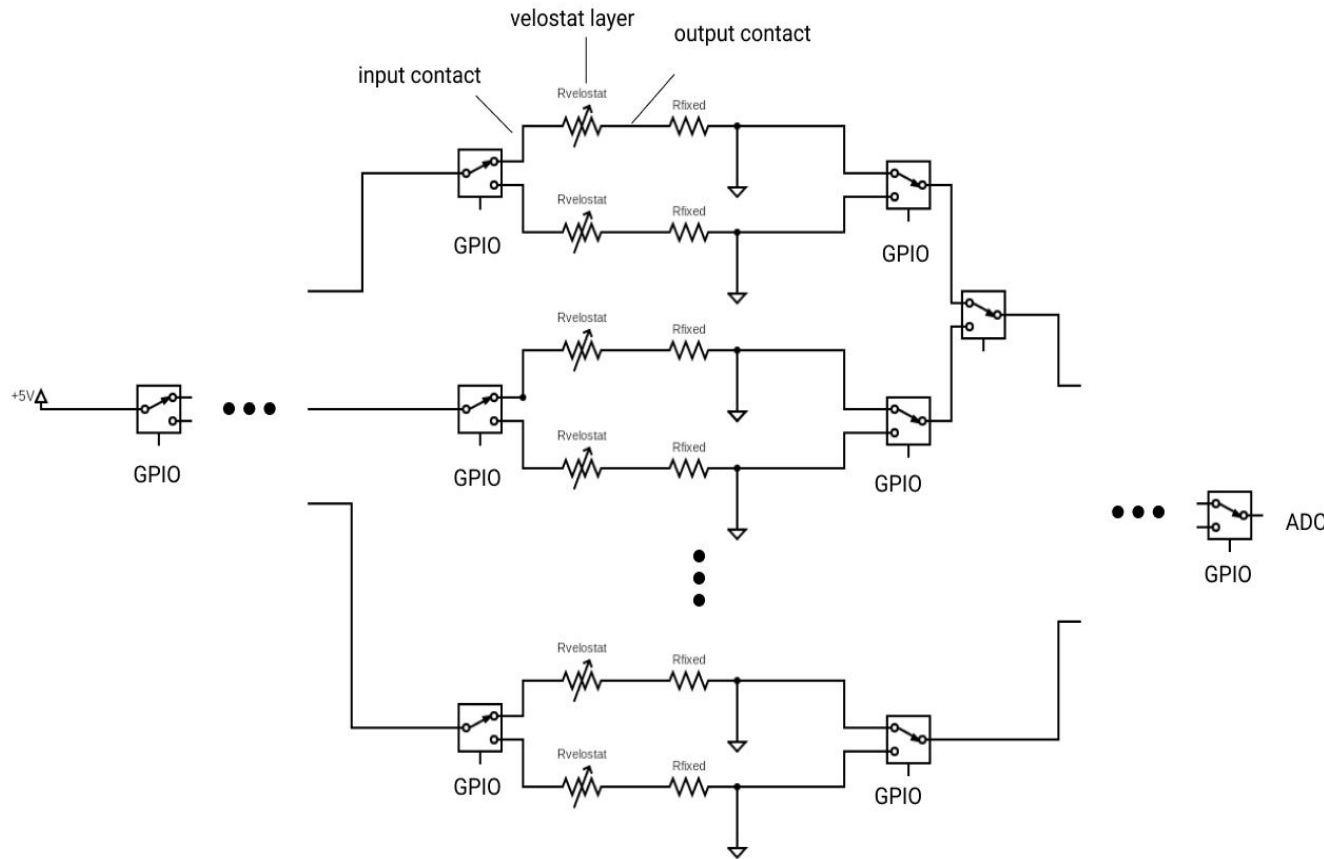 velostat layer
output contact
input contact
Rvelostat
Rfixed
GPIO
Rvelostat
Rfixed
GPIO
Rvelostat
Rfixed
+5V
GPIO
GPIO
Rvelostat
Rfixed
GPIO
ADC
GPIO
Rvelostat
Rfixed
GPIO
Rvelostat
Rfixed
GPIO